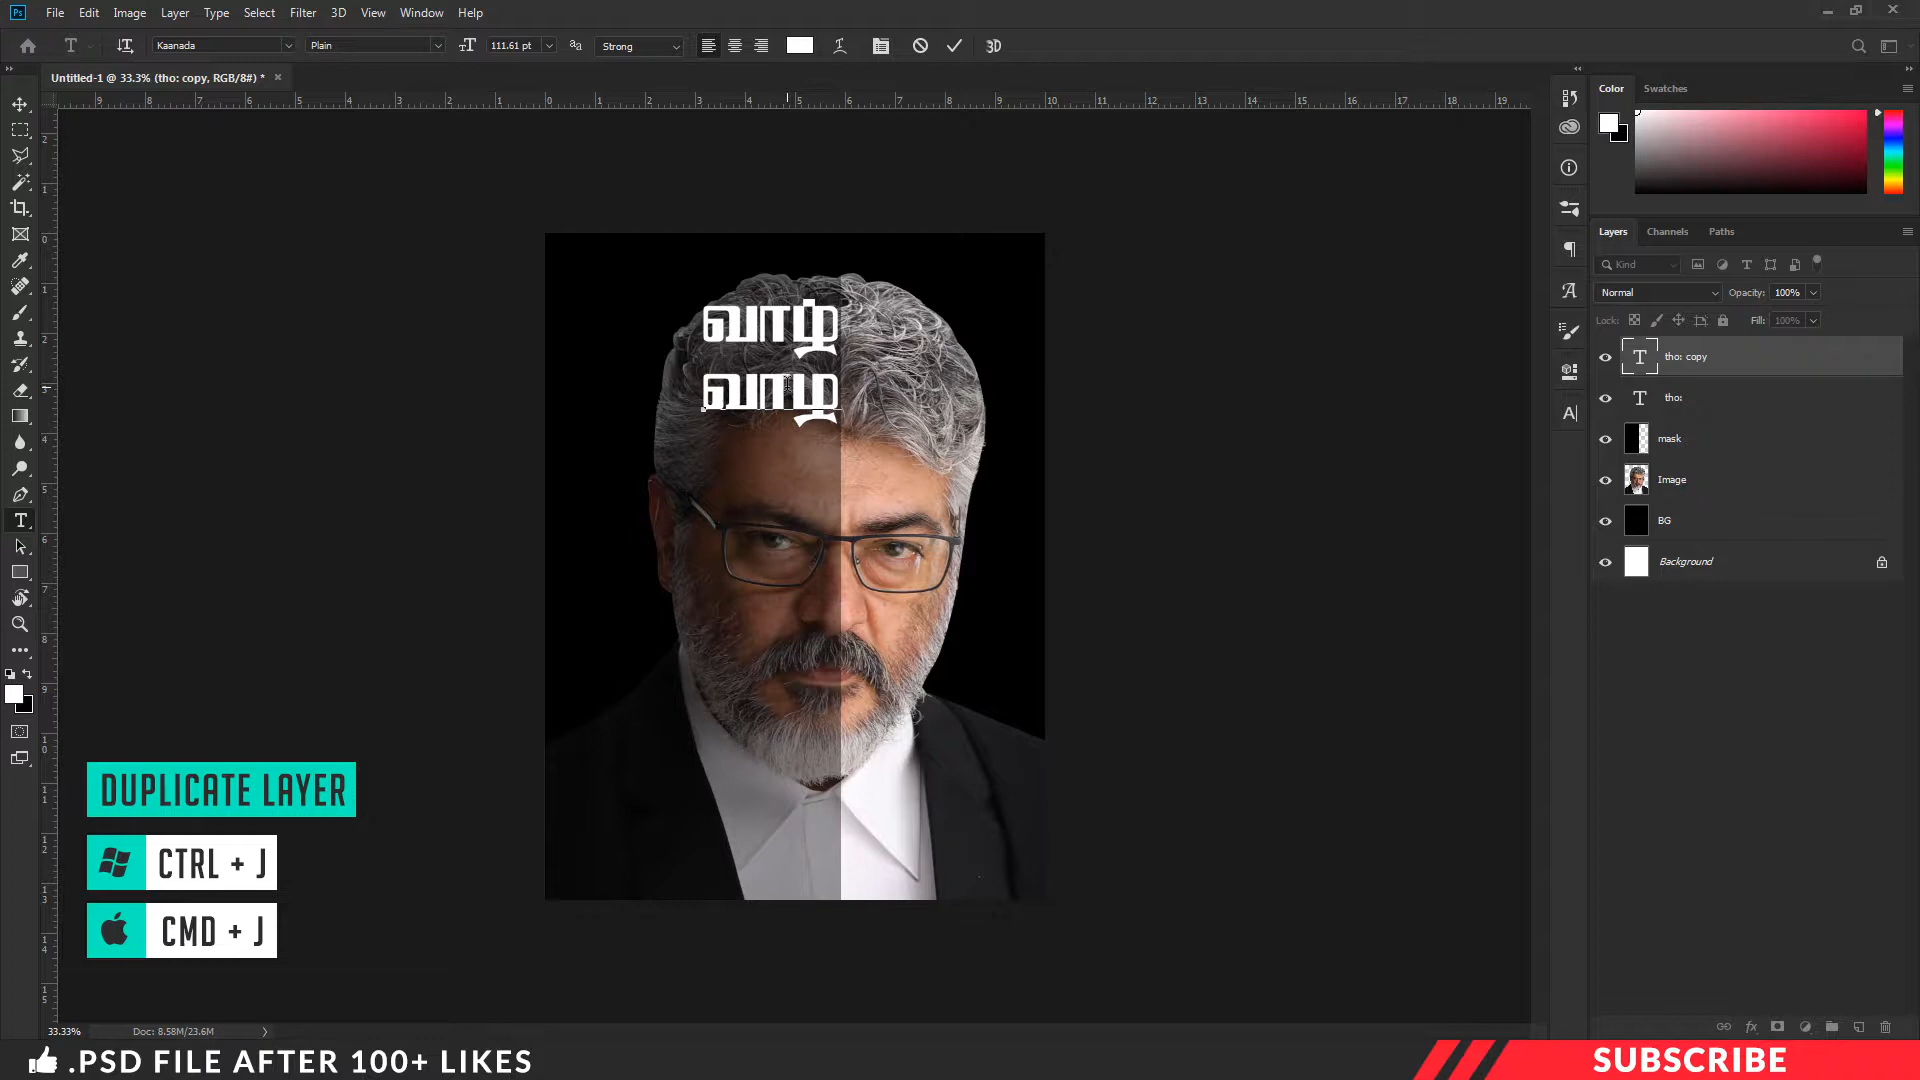 Ps File Edit Image Layer Type Select Filter 3D View Window Help
Kaanada Plain 111.61 pt Strong 3D
Untitled-1 @ 33.3% (tho: copy, RGB/8#) *
Color Swatches
வாழ்
வாழ
Layers Channels Paths
Kind
Normal Opacity: 100%
Lock: Fill: 100%
tho: copy
tho:
mask
Image
BG
Background
DUPLICATE LAYER
CTRL + J
CMD + J
33.33% Doc: 8.58M/23.6M
.PSD FILE AFTER 100+ LIKES
SUBSCRIBE